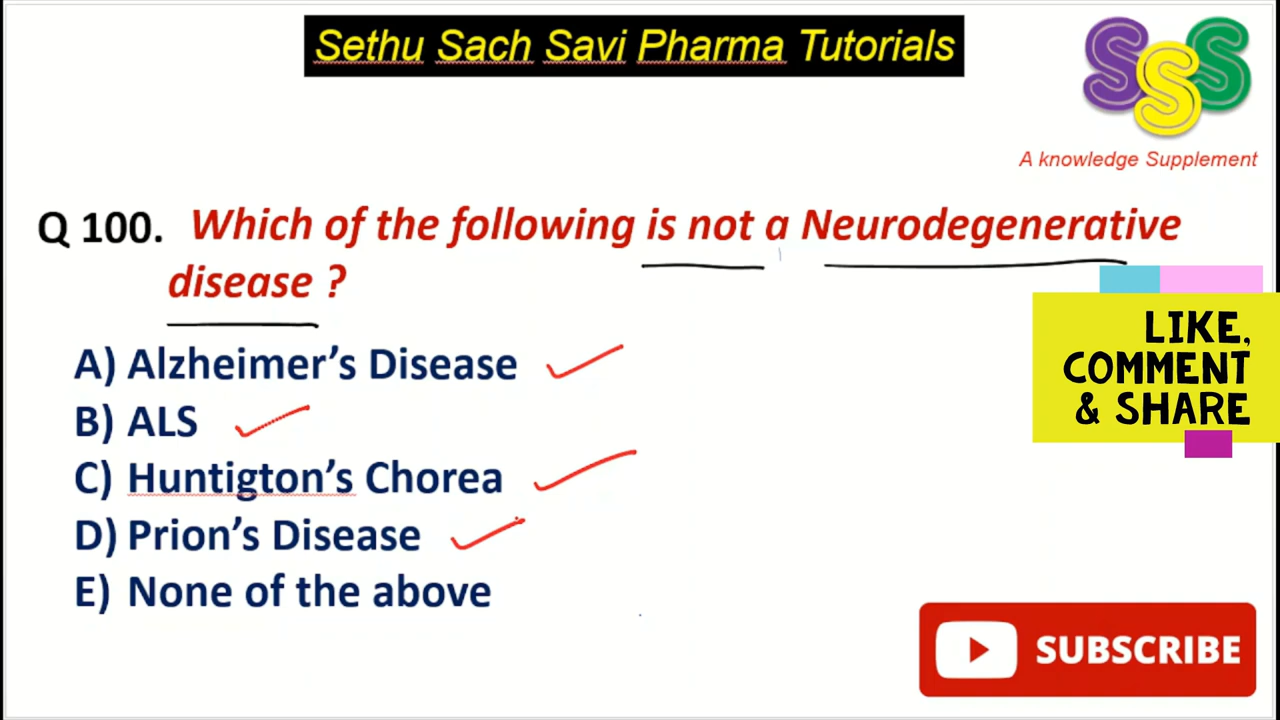 Sethu Sach Savi Pharma Tutorials
SSS
A knowledge Supplement
Q 100. Which of the following is not a Neurodegenerative
disease ?
A) Alzheimer's Disease
B) ALS
C) Huntigton's Chorea
D) Prion's Disease
E) None of the above
LIKE,
COMMENT
& SHARE
SUBSCRIBE